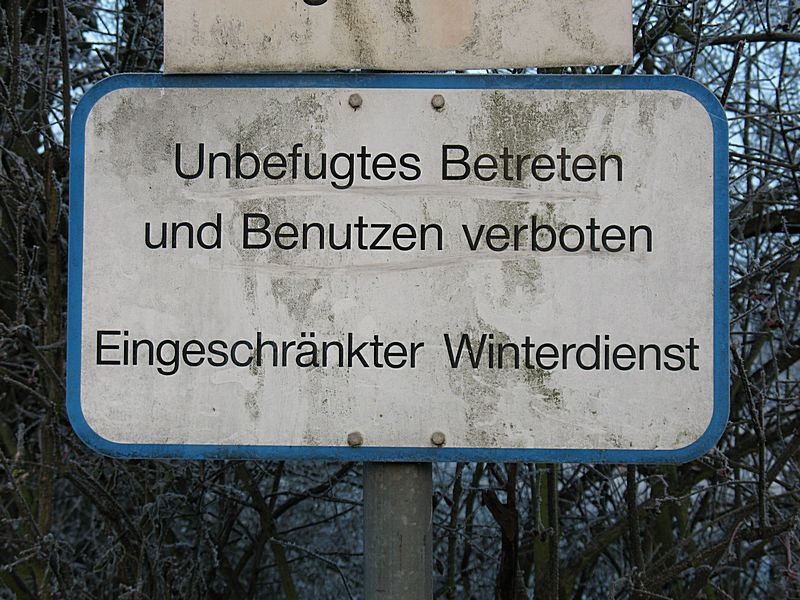 Unbefugtes Betreten
und Benutzen verboten
Eingeschränkter Winterdienst